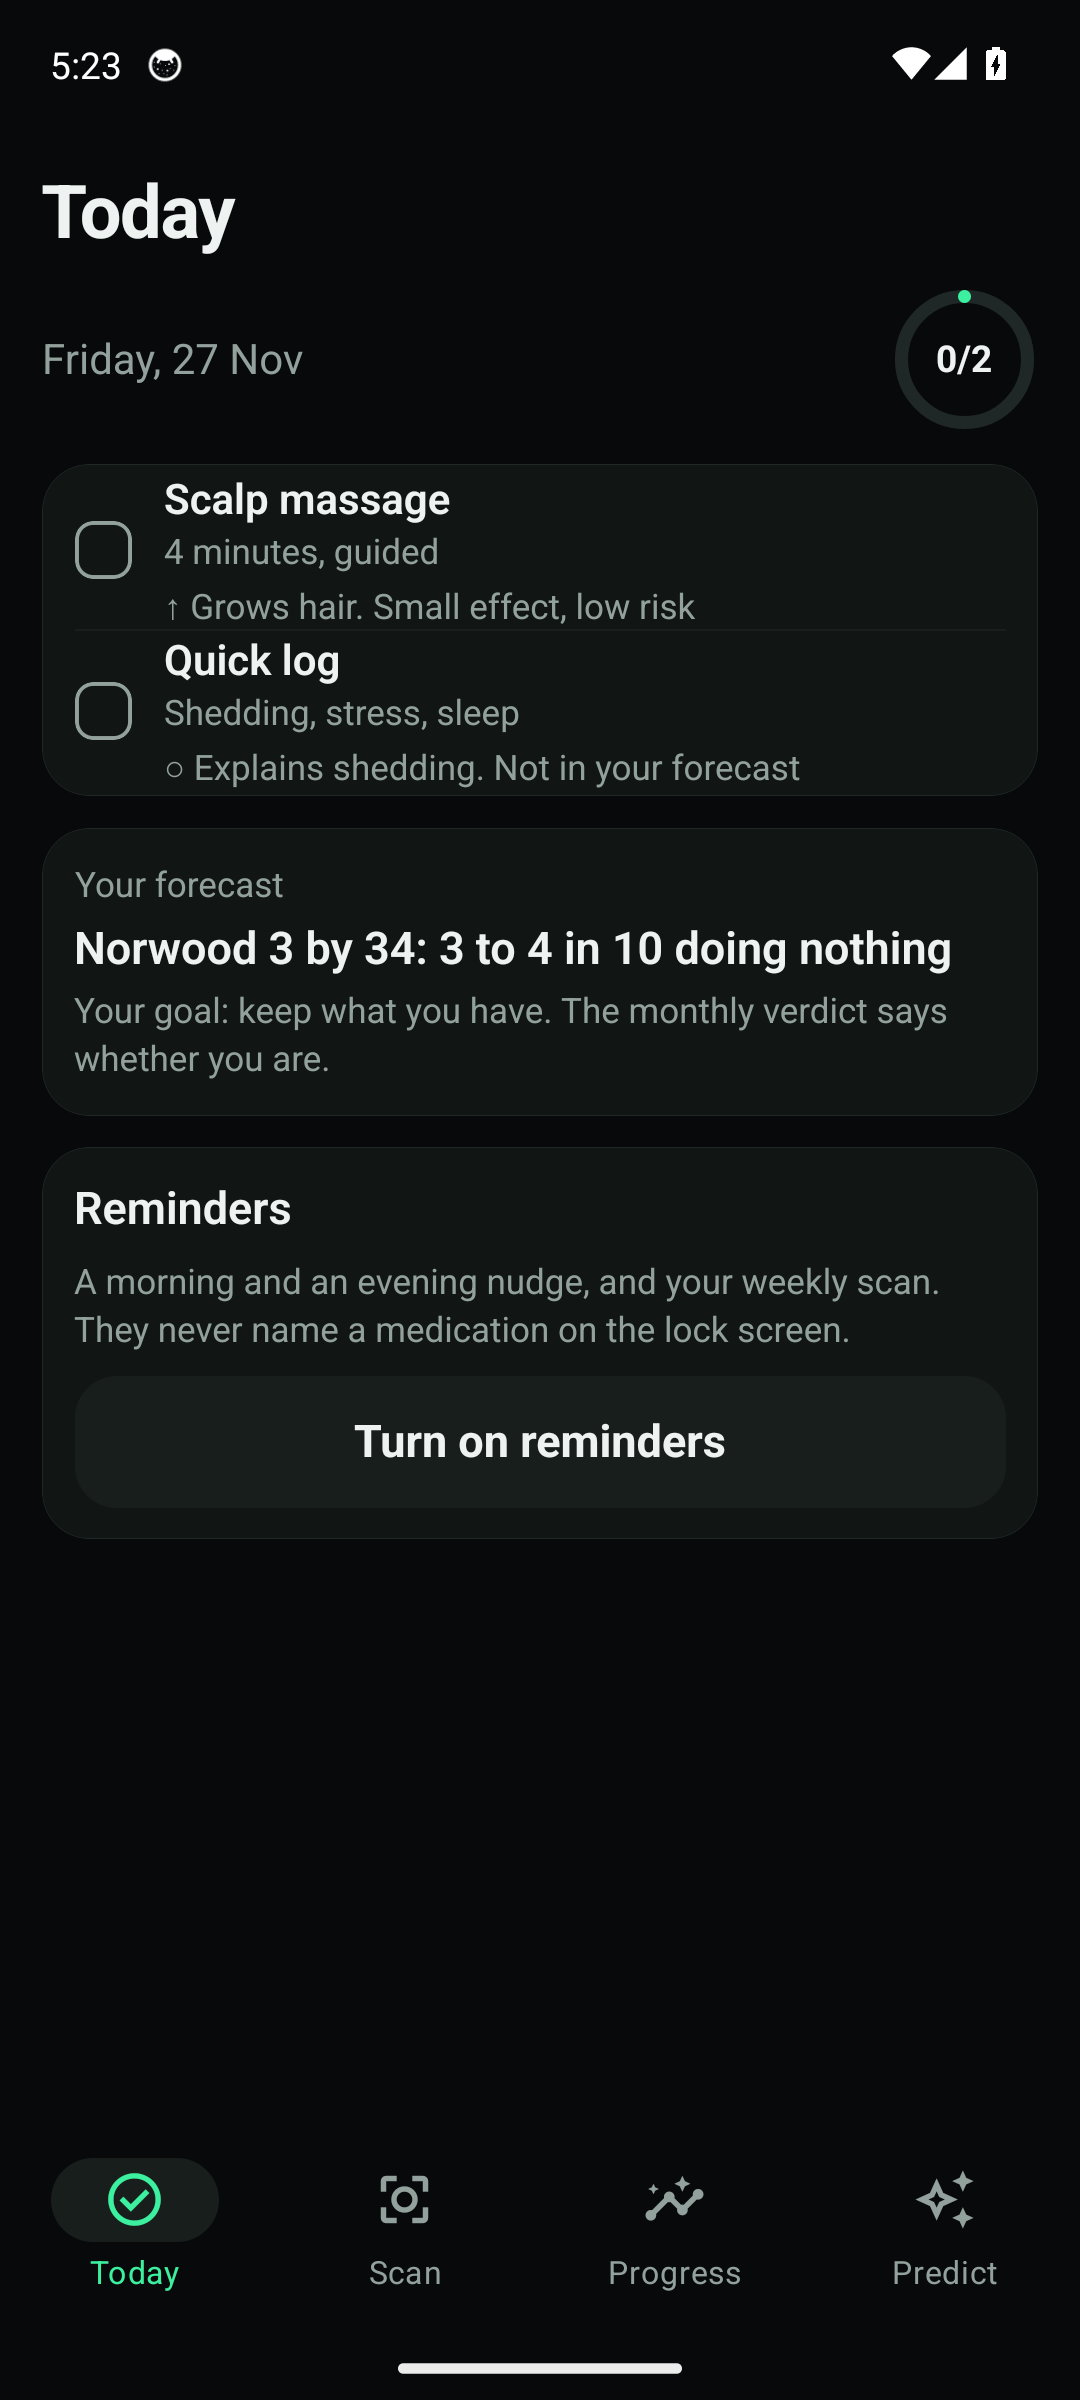 5:23
Today
Friday, 27 Nov
0/2
Scalp massage
4 minutes, guided
↑ Grows hair. Small effect, low risk
Quick log
Shedding, stress, sleep
○ Explains shedding. Not in your forecast
Your forecast
Norwood 3 by 34: 3 to 4 in 10 doing nothing
Your goal: keep what you have. The monthly verdict says
whether you are.
Reminders
A morning and an evening nudge, and your weekly scan.
They never name a medication on the lock screen.
Turn on reminders
Today
Scan
Progress
Predict